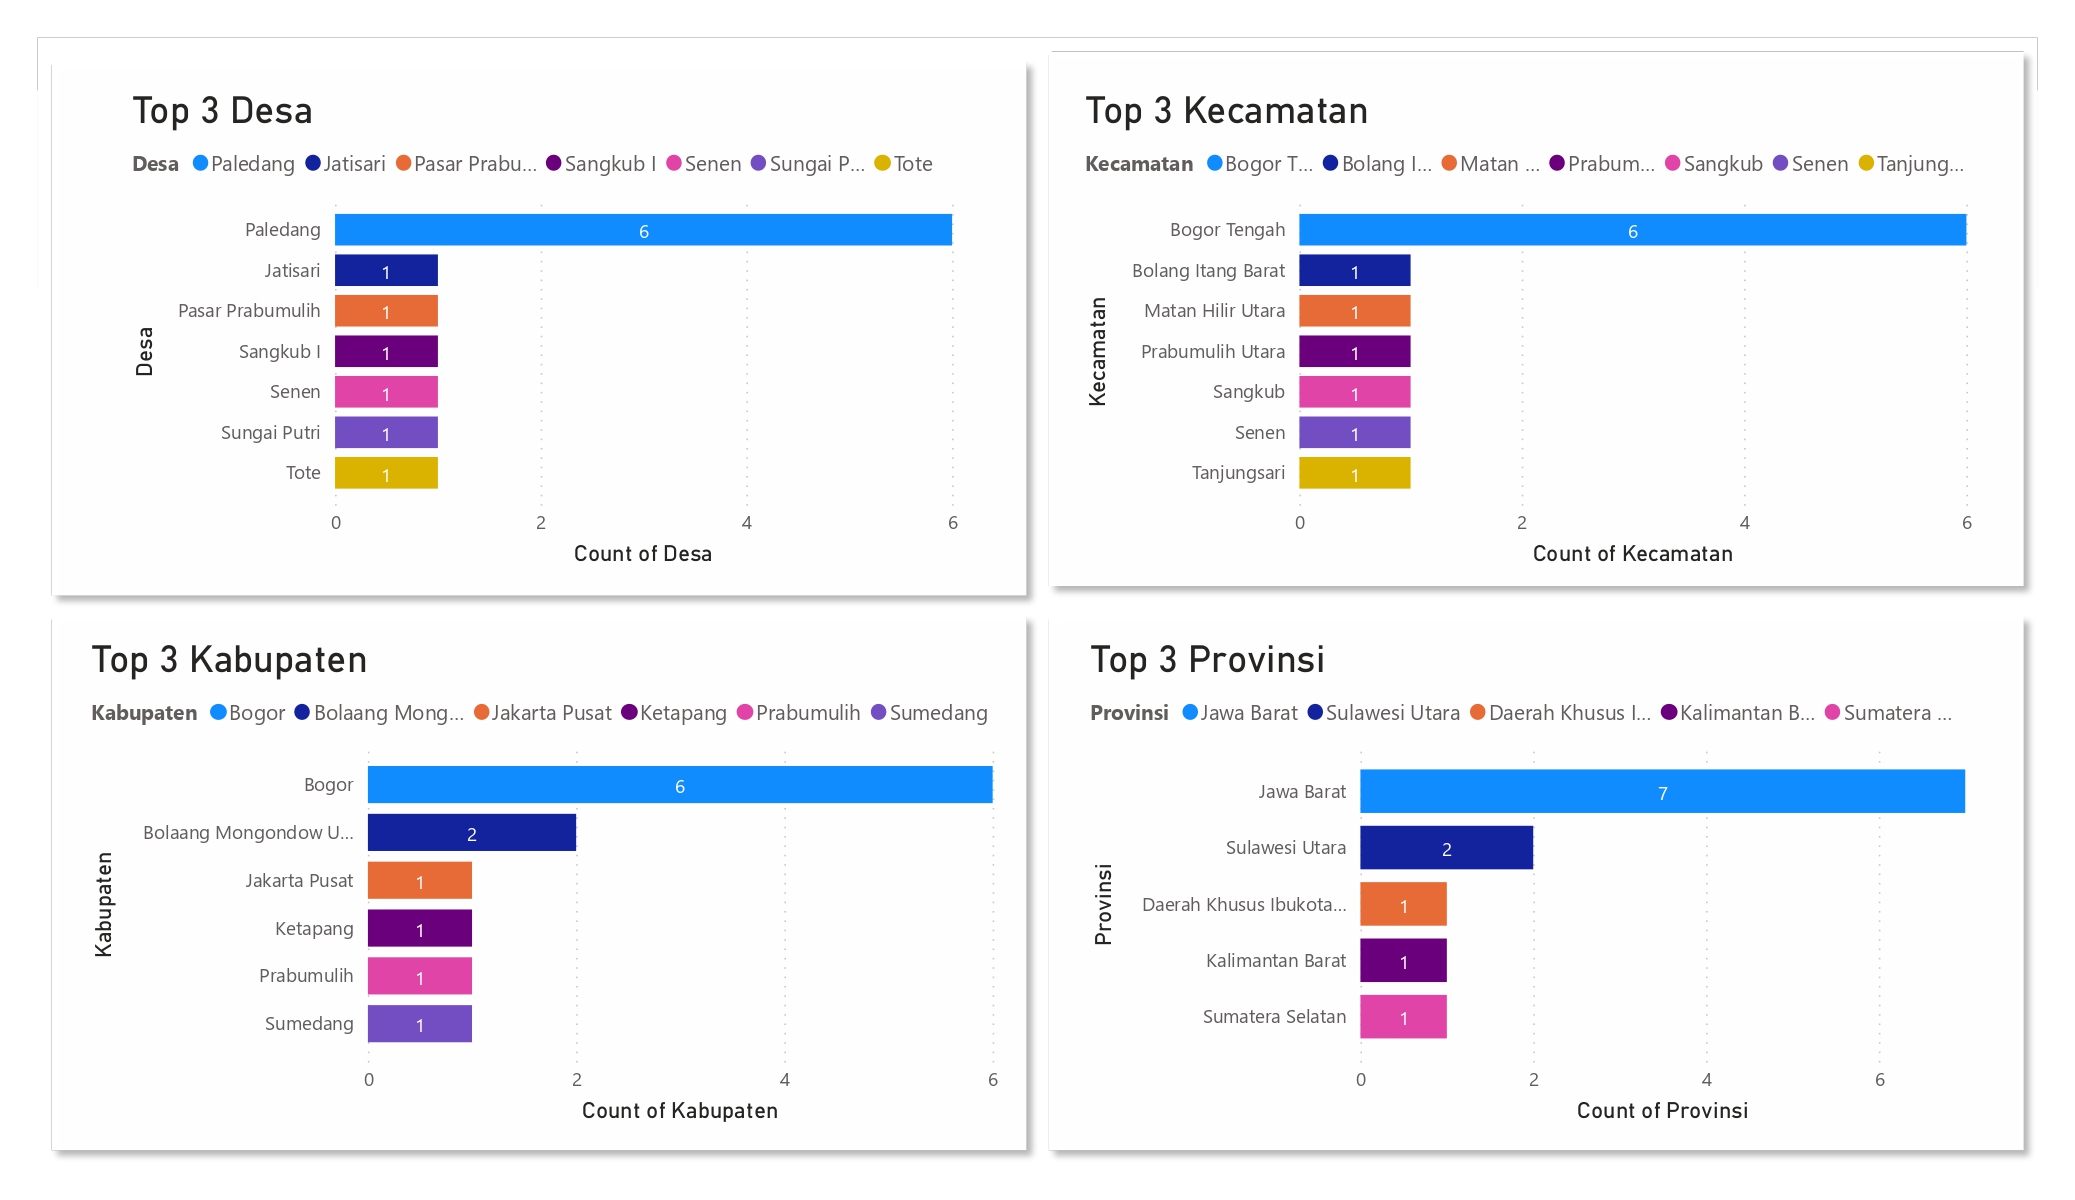 Top 3 Desa
Desa Paledang Jatisari Pasar Prabu... Sangkub I Senen Sungai P... Tote
Desa
Paledang 6
Jatisari 1
Pasar Prabumulih 1
Sangkub I 1
Senen 1
Sungai Putri 1
Tote 1
0 2 4 6
Count of Desa
Top 3 Kecamatan
Kecamatan Bogor T... Bolang I... Matan ... Prabum... Sangkub Senen Tanjung...
Kecamatan
Bogor Tengah 6
Bolang Itang Barat 1
Matan Hilir Utara 1
Prabumulih Utara 1
Sangkub 1
Senen 1
Tanjungsari 1
0 2 4 6
Count of Kecamatan
Top 3 Kabupaten
Kabupaten Bogor Bolaang Mong... Jakarta Pusat Ketapang Prabumulih Sumedang
Kabupaten
Bogor 6
Bolaang Mongondow U... 2
Jakarta Pusat 1
Ketapang 1
Prabumulih 1
Sumedang 1
0 2 4 6
Count of Kabupaten
Top 3 Provinsi
Provinsi Jawa Barat Sulawesi Utara Daerah Khusus I... Kalimantan B... Sumatera ...
Provinsi
Jawa Barat 7
Sulawesi Utara 2
Daerah Khusus Ibukota... 1
Kalimantan Barat 1
Sumatera Selatan 1
0 2 4 6
Count of Provinsi